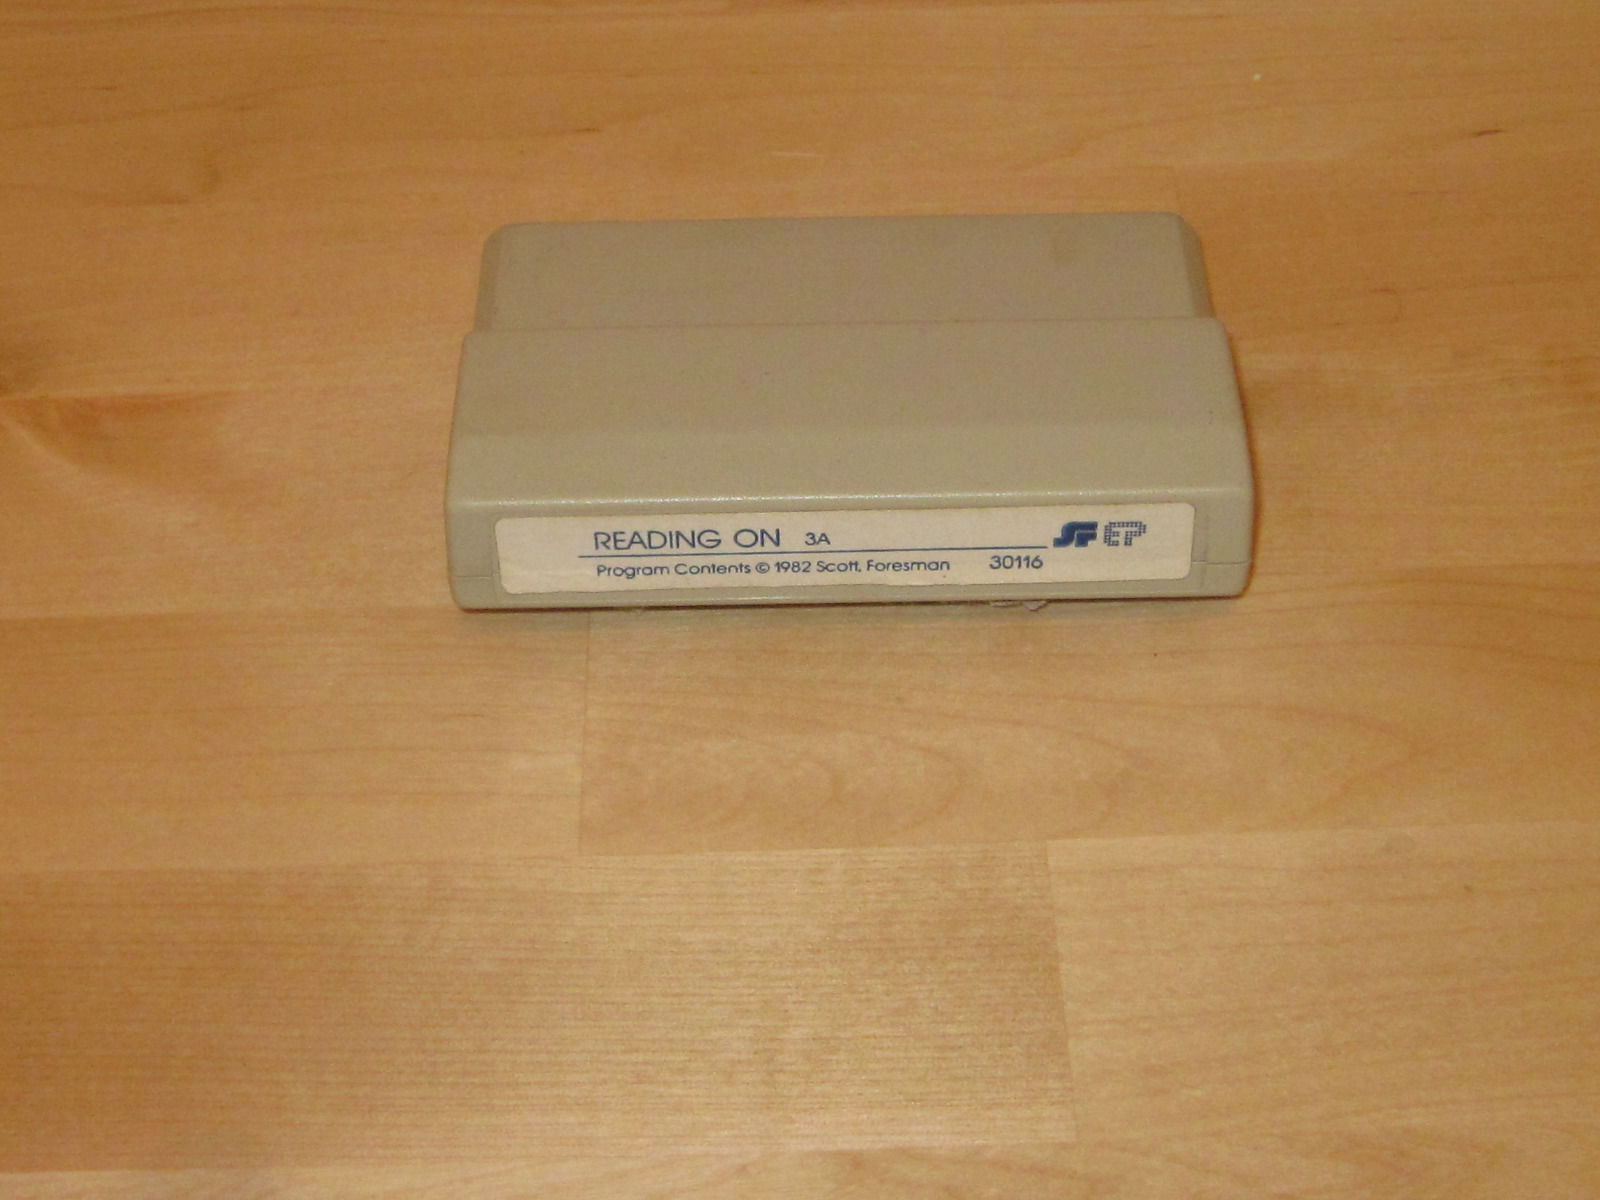 READING ON 3A
SF EP
Program Contents © 1982 Scott, Foresman 30116